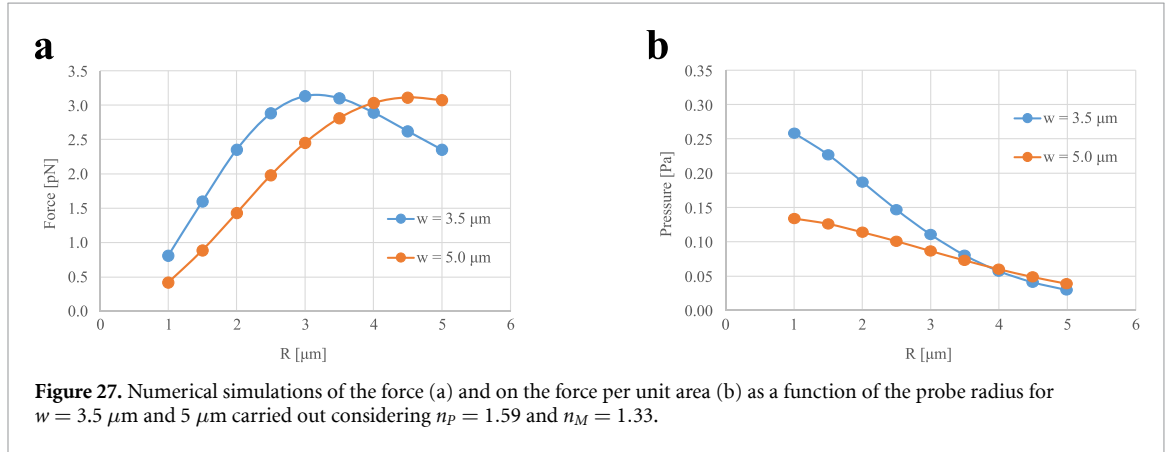 a
3.5
3.0
2.5
2.0
1.5
1.0
0.5
0.0
Force [pN]
0 1 2 3 4 5 6
R [μm]
w = 3.5 μm
w = 5.0 μm
b
0.35
0.30
0.25
0.20
0.15
0.10
0.05
0.00
Pressure [Pa]
0 1 2 3 4 5 6
R [μm]
w = 3.5 μm
w = 5.0 μm
Figure 27. Numerical simulations of the force (a) and on the force per unit area (b) as a function of the probe radius for
w = 3.5 μm and 5 μm carried out considering nP = 1.59 and nM = 1.33.